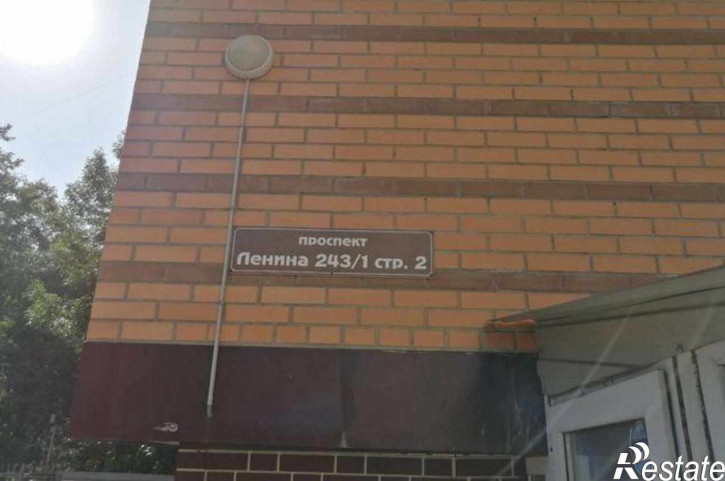 проспект
Ленина 243/1 стр. 2
Restate